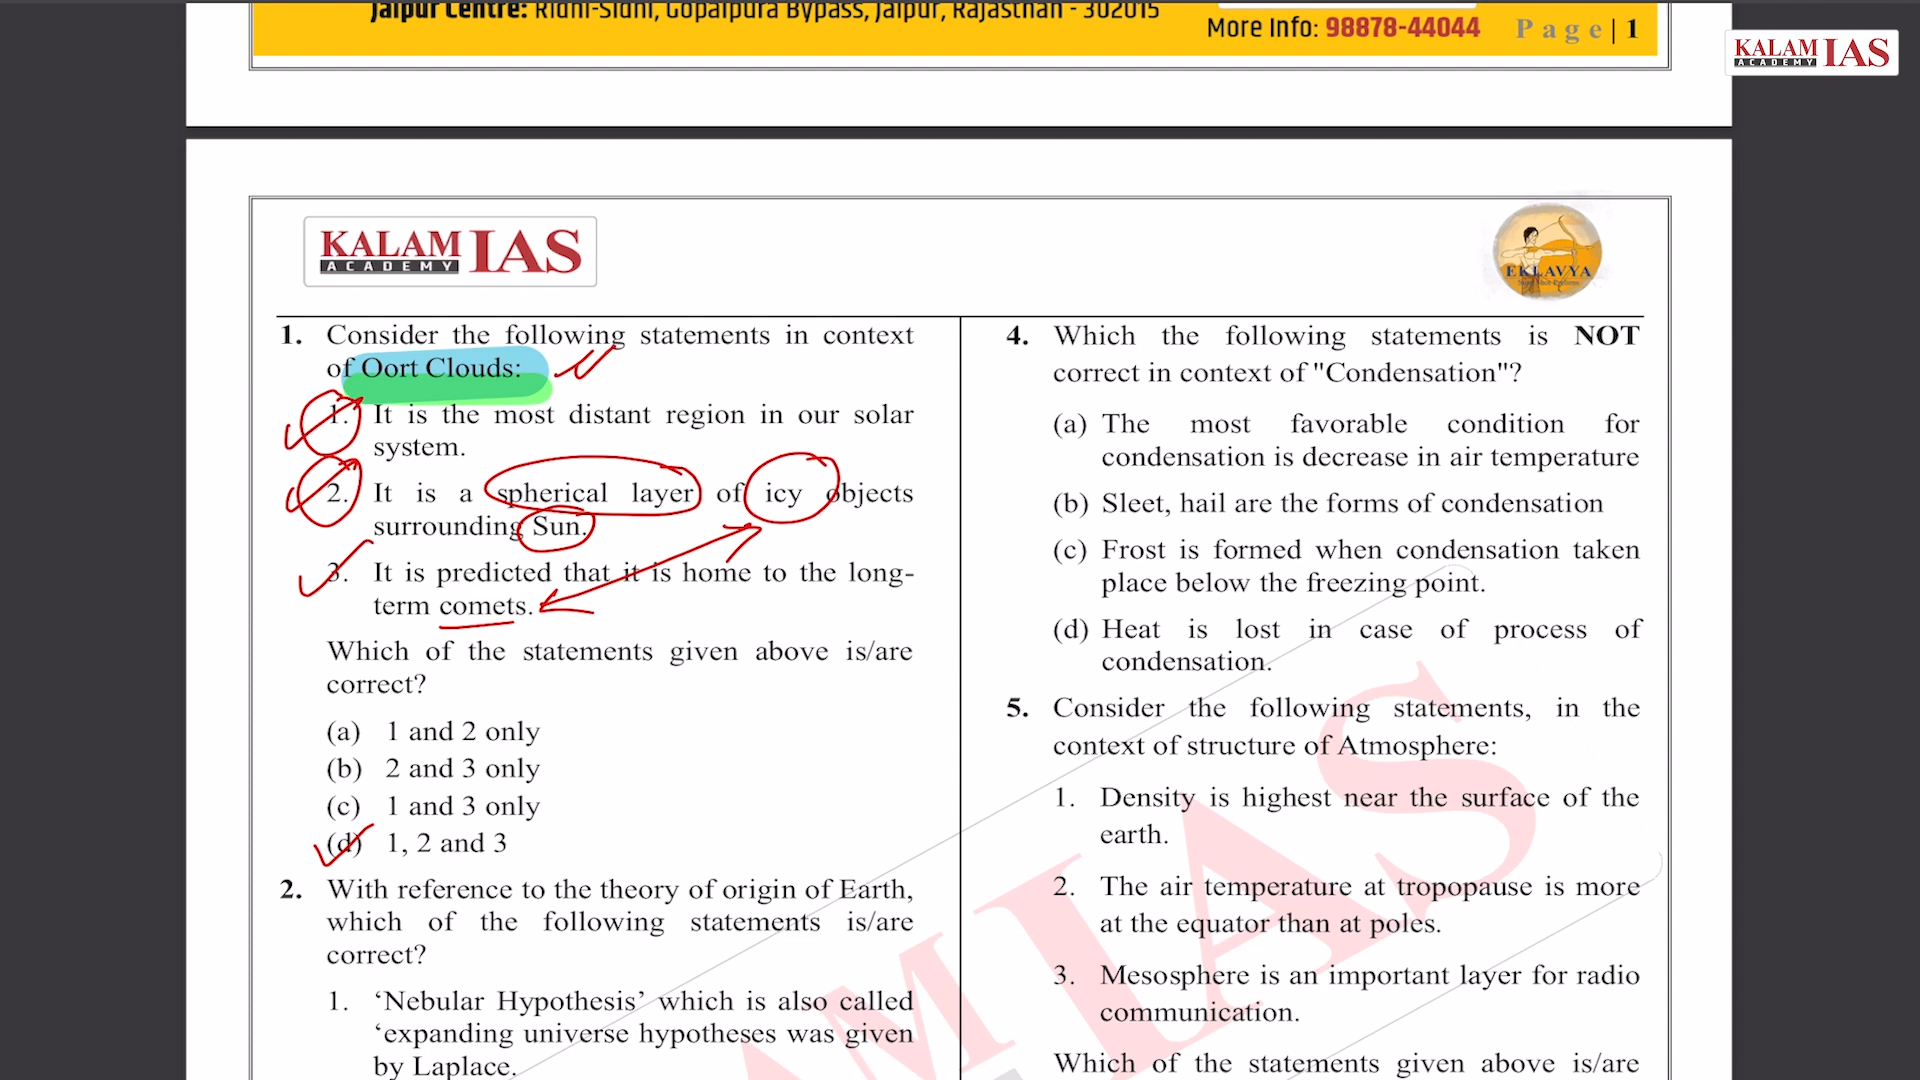 Jaipur Centre: Ridhi-Sidhi, Gopalpura Bypass, Jaipur, Rajasthan - 302015
More Info: 98878-44044
Page|1
KALAM IAS
ACADEMY
KALAM IAS
ACADEMY
EKLAVYA
1. Consider the following statements in context
of Oort Clouds:
1. It is the most distant region in our solar
system.
2. It is a spherical layer of icy objects
surrounding Sun.
3. It is predicted that it is home to the long-
term comets.
Which of the statements given above is/are
correct?
(a) 1 and 2 only
(b) 2 and 3 only
(c) 1 and 3 only
(d) 1, 2 and 3
2. With reference to the theory of origin of Earth,
which of the following statements is/are
correct?
1. ‘Nebular Hypothesis’ which is also called
‘expanding universe hypotheses was given
by Laplace.
4. Which the following statements is NOT
correct in context of "Condensation"?
(a) The most favorable condition for
condensation is decrease in air temperature
(b) Sleet, hail are the forms of condensation
(c) Frost is formed when condensation taken
place below the freezing point.
(d) Heat is lost in case of process of
condensation.
5. Consider the following statements, in the
context of structure of Atmosphere:
1. Density is highest near the surface of the
earth.
2. The air temperature at tropopause is more
at the equator than at poles.
3. Mesosphere is an important layer for radio
communication.
Which of the statements given above is/are
M IAS